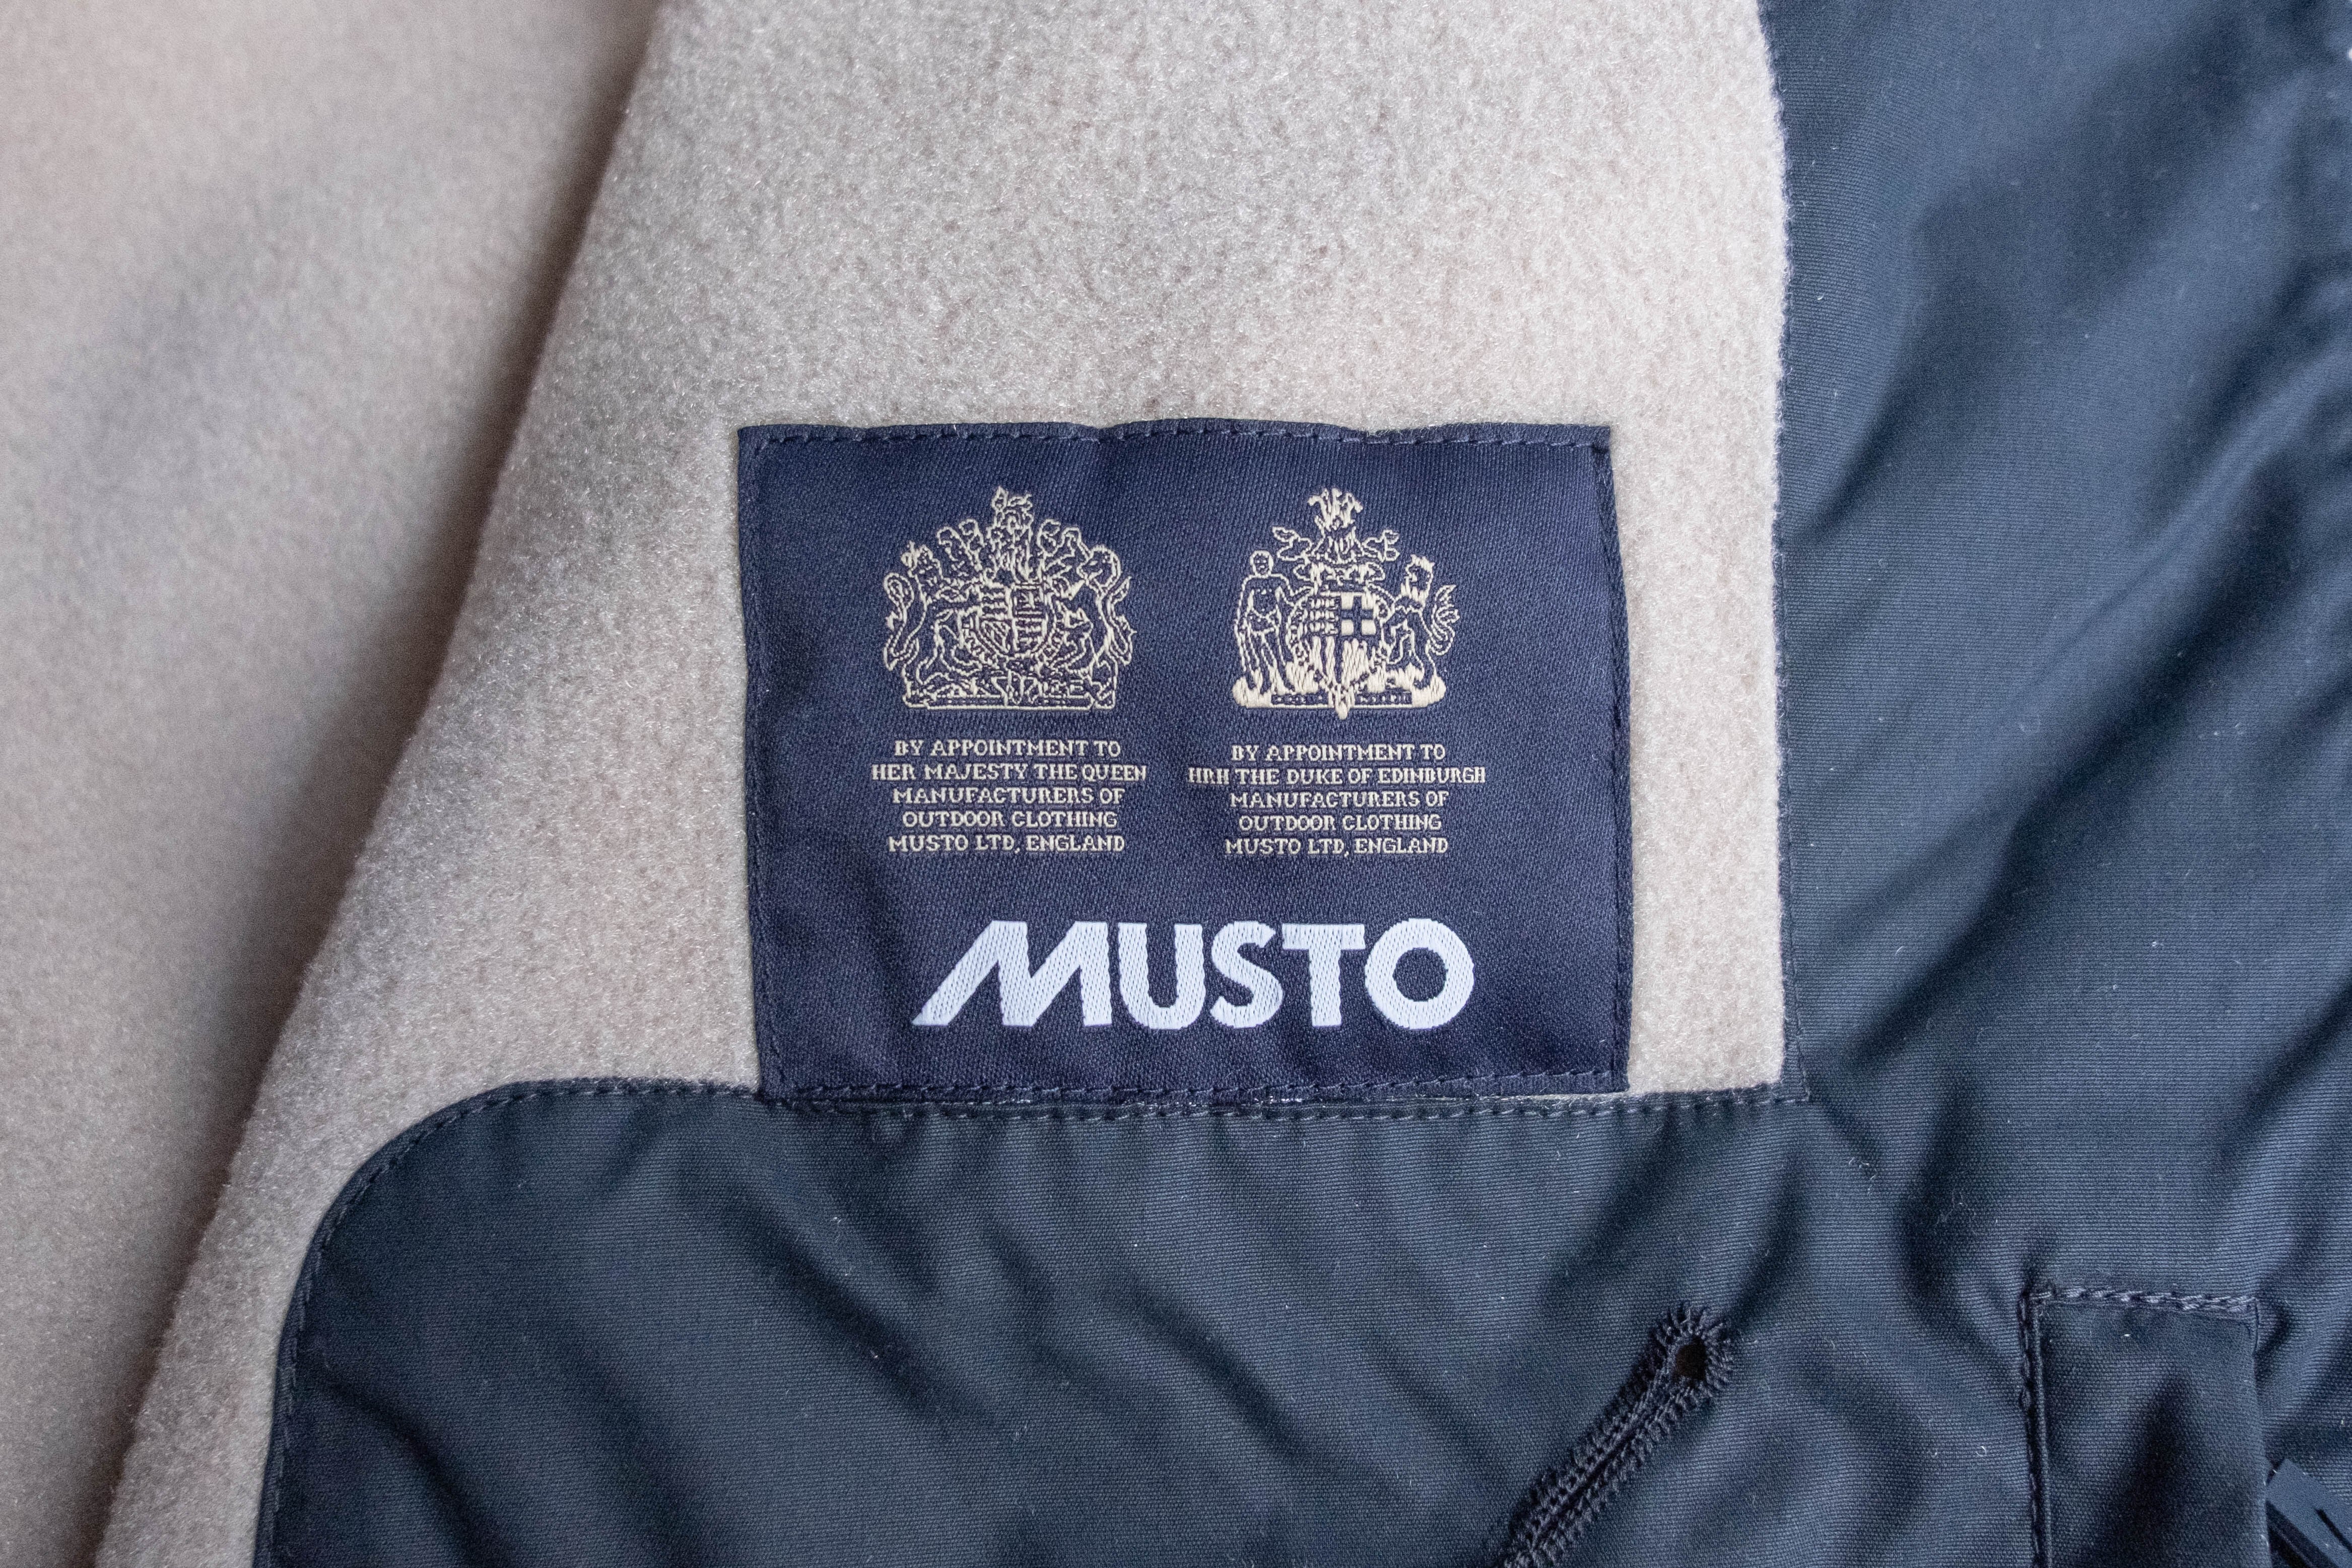 BY APPOINTMENT TO
HER MAJESTY THE QUEEN
MANUFACTURERS OF
OUTDOOR CLOTHING
MUSTO LTD, ENGLAND
BY APPOINTMENT TO
HRH THE DUKE OF EDINBURGH
MANUFACTURERS OF
OUTDOOR CLOTHING
MUSTO LTD, ENGLAND
MUSTO